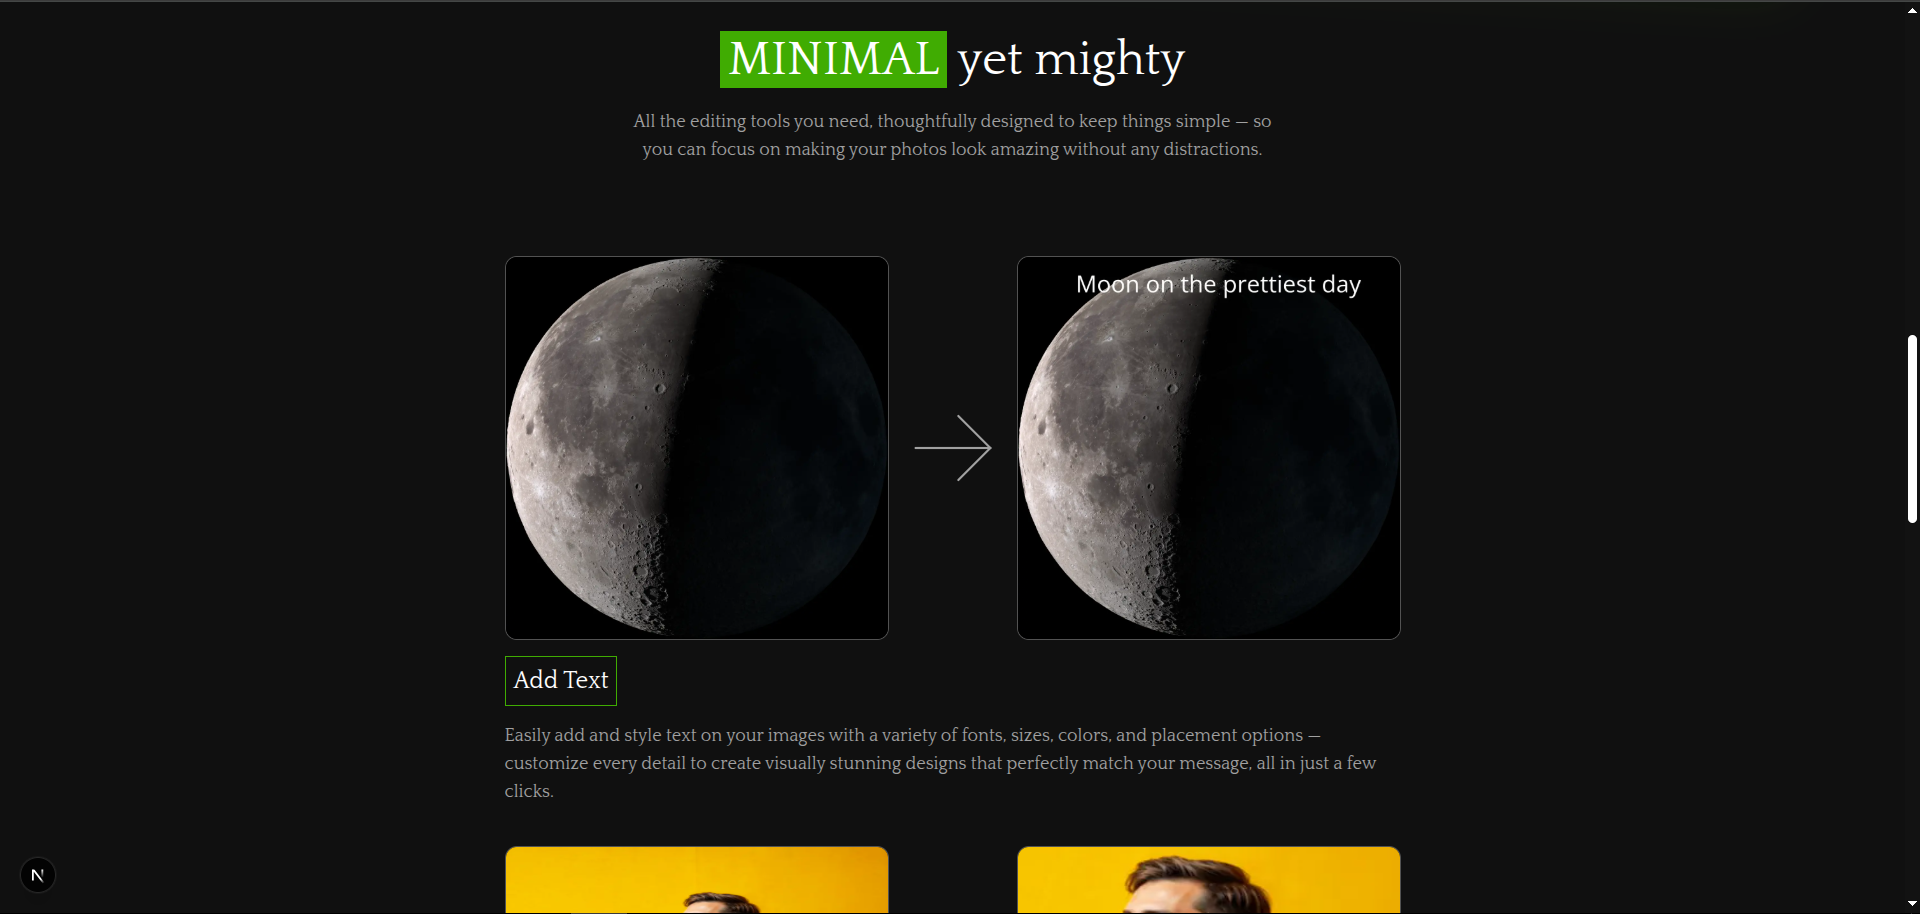 MINIMAL yet mighty
All the editing tools you need, thoughtfully designed to keep things simple — so
you can focus on making your photos look amazing without any distractions.
Moon on the prettiest day
Add Text
Easily add and style text on your images with a variety of fonts, sizes, colors, and placement options —
customize every detail to create visually stunning designs that perfectly match your message, all in just a few
clicks.
N